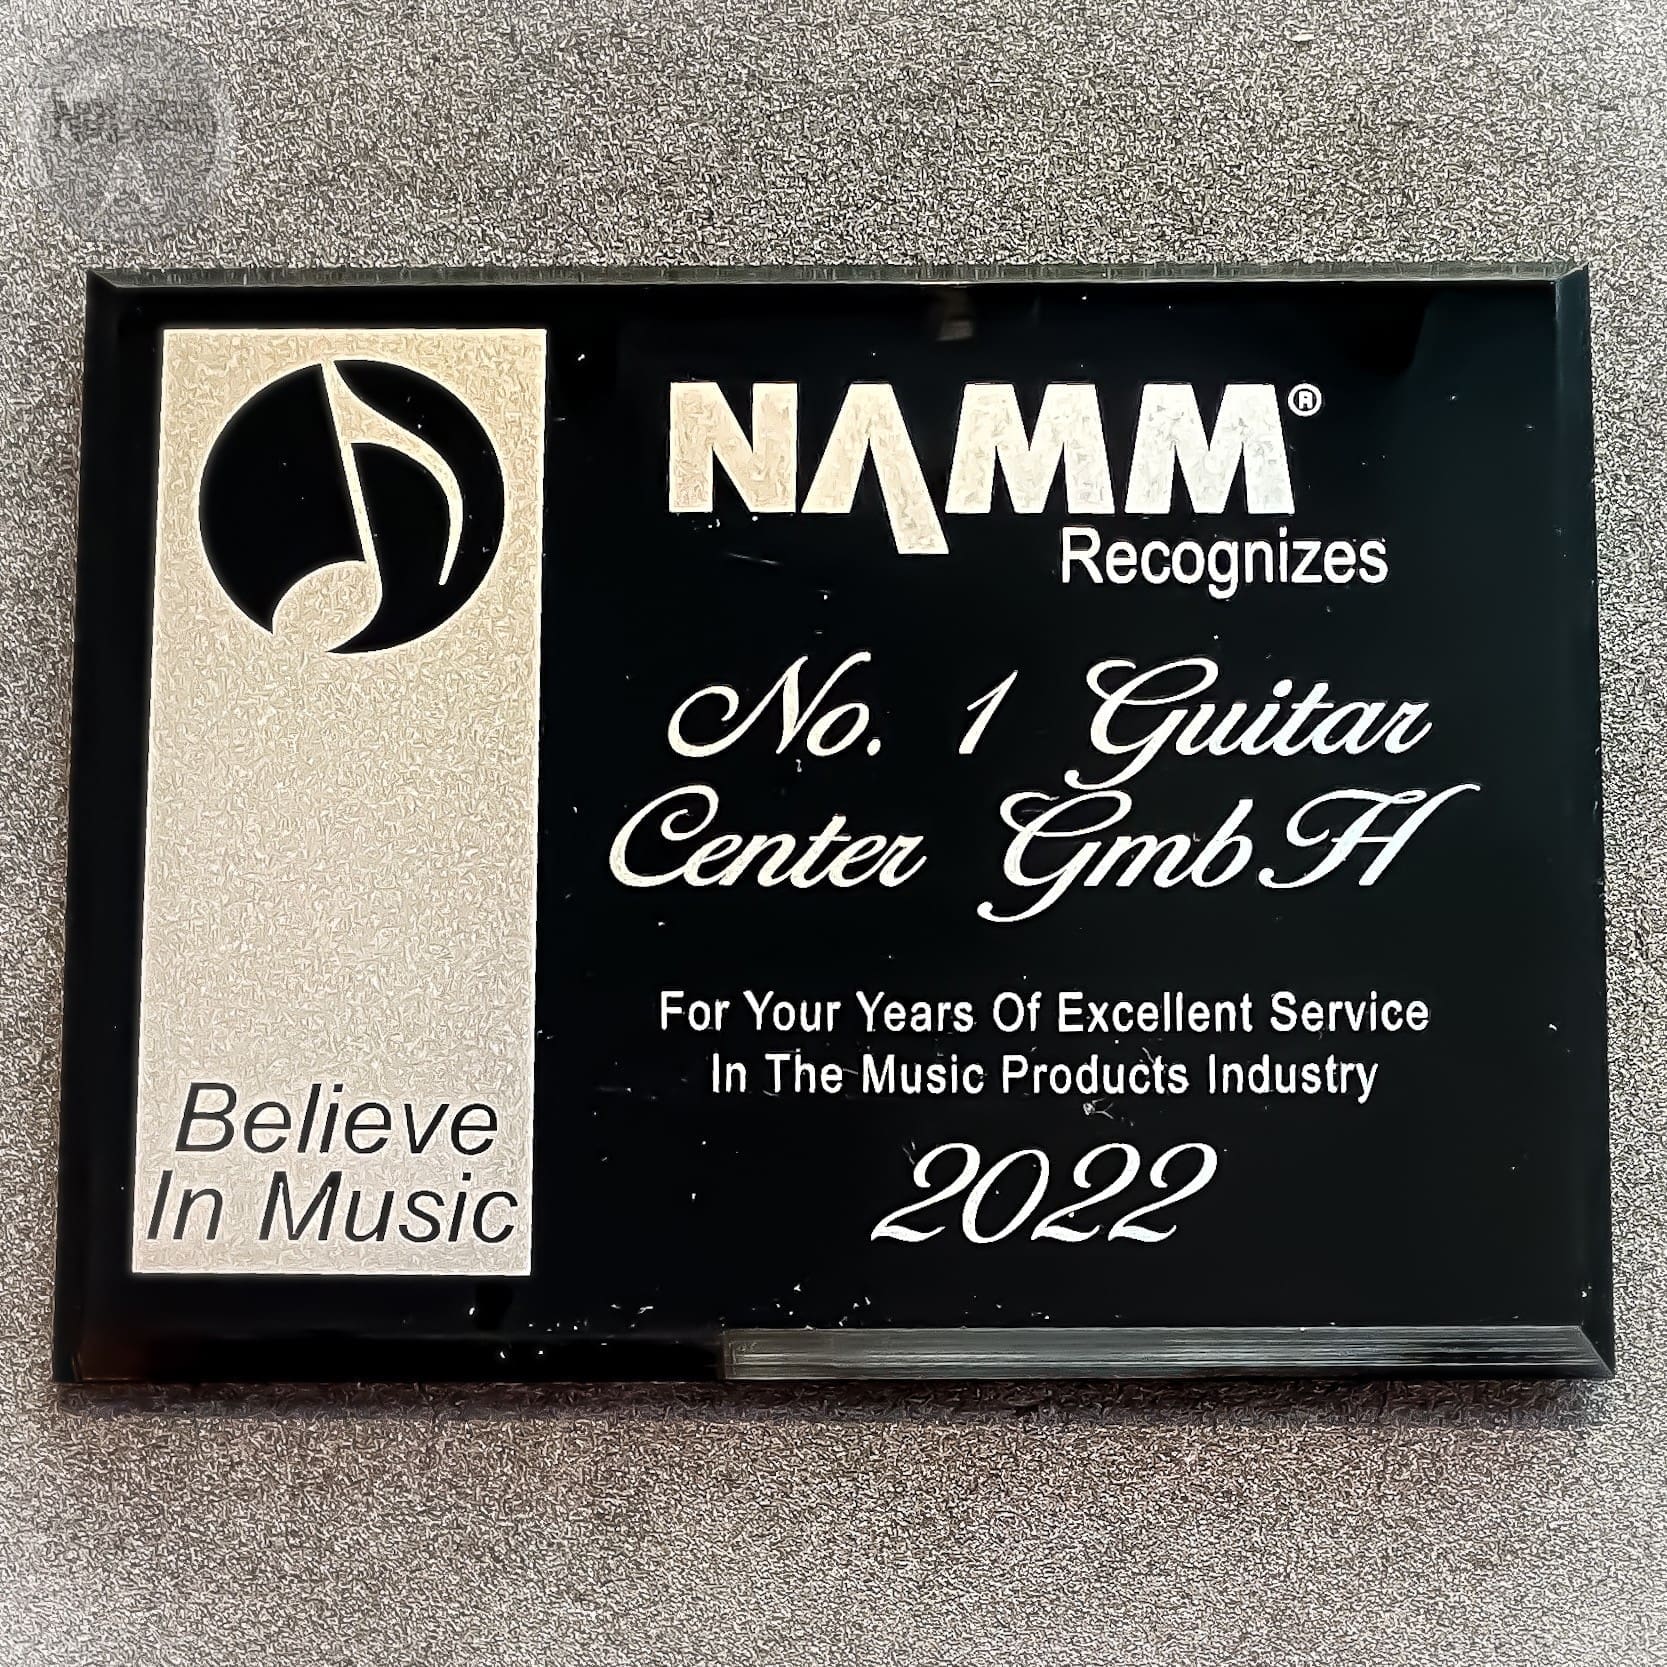 NAMM®
Recognizes
No. 1 Guitar
Center GmbH
For Your Years Of Excellent Service
In The Music Products Industry
2022
Believe
In Music